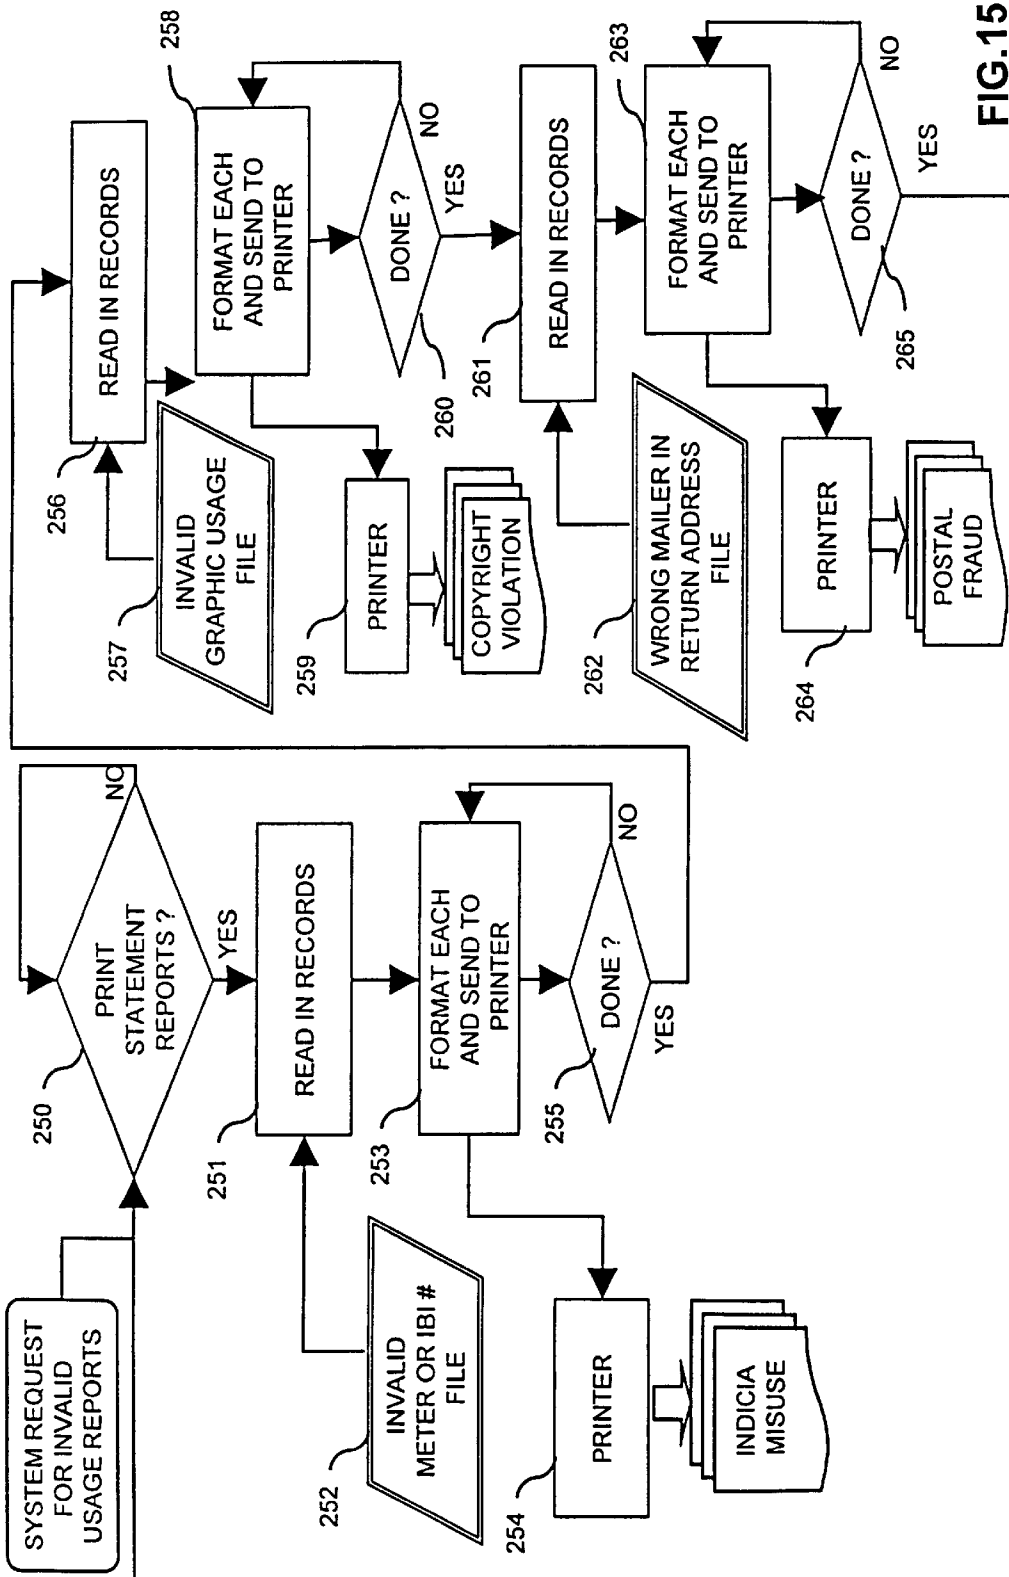 SYSTEM REQUEST
FOR INVALID
USAGE REPORTS
250
PRINT
STATEMENT
REPORTS ?
NO
YES
251
READ IN RECORDS
252
INVALID
METER OR IBI #
FILE
253
FORMAT EACH
AND SEND TO
PRINTER
254
PRINTER
INDICIA
MISUSE
255
DONE ?
NO
YES
256
READ IN RECORDS
257
INVALID
GRAPHIC USAGE
FILE
258
FORMAT EACH
AND SEND TO
PRINTER
259
PRINTER
COPYRIGHT
VIOLATION
260
DONE ?
NO
YES
261
READ IN RECORDS
262
WRONG MAILER IN
RETURN ADDRESS
FILE
263
FORMAT EACH
AND SEND TO
PRINTER
264
PRINTER
POSTAL
FRAUD
265
DONE ?
NO
YES
FIG.15